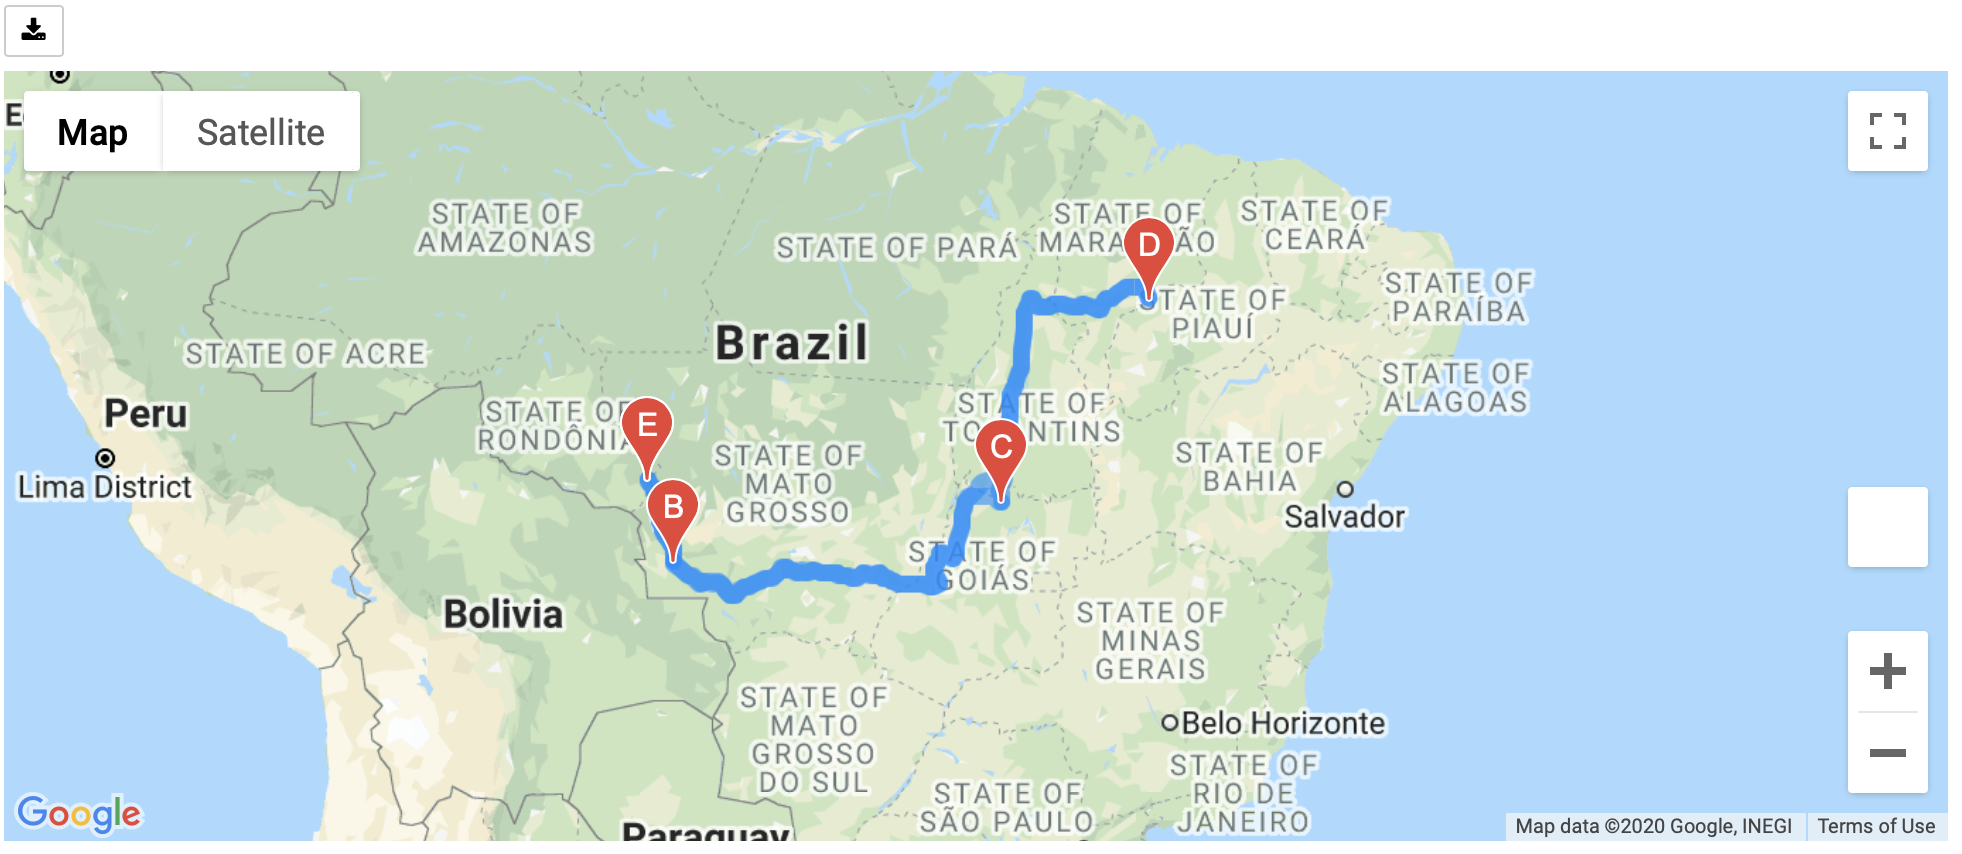 Map
Satellite
STATE OF
AMAZONAS
STATE OF PARÁ
STATE OF
D
STATE OF
CEARÁ
STATE OF
PARAÍBA
STATE OF
PIAUÍ
Brazil
STATE OF ACRE
STATE OF
ALAGOAS
Peru
STATE OF
RONDÔNIA
E
STATE OF
C
STATE OF
MATO
GROSSO
STATE OF
BAHIA
Lima District
B
Salvador
STATE OF
GOIÁS
Bolivia
STATE OF
MINAS
GERAIS
STATE OF
MATO
GROSSO
DO SUL
Belo Horizonte
STATE OF
RIO DE
JANEIRO
STATE OF
SÃO PAULO
Paraguay
Google
Map data ©2020 Google, INEGI
Terms of Use